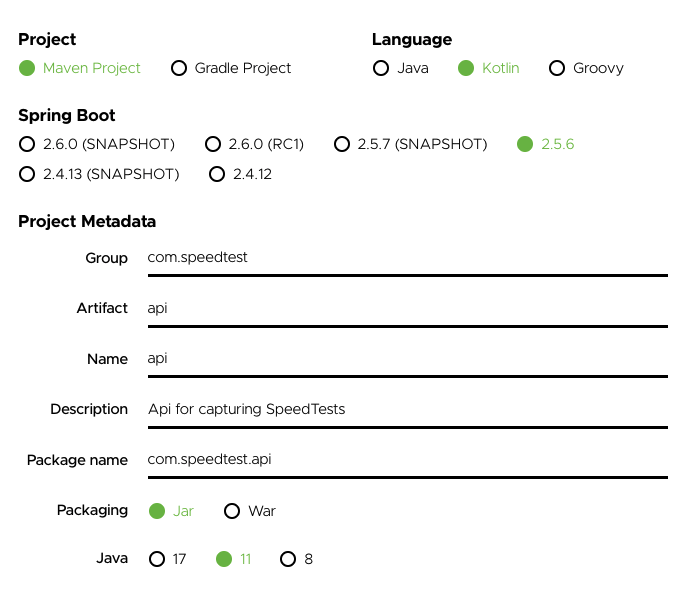 Project
Language
Maven Project Gradle Project
Java Kotlin Groovy
Spring Boot
2.6.0 (SNAPSHOT) 2.6.0 (RC1) 2.5.7 (SNAPSHOT) 2.5.6
2.4.13 (SNAPSHOT) 2.4.12
Project Metadata
Group com.speedtest
Artifact api
Name api
Description Api for capturing SpeedTests
Package name com.speedtest.api
Packaging Jar War
Java 17 11 8